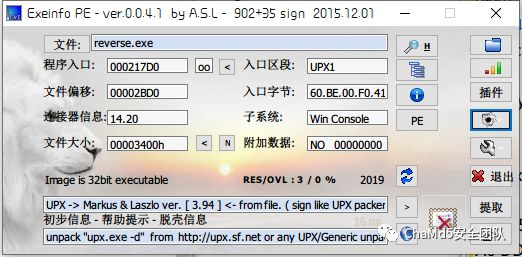 Exeinfo PE - ver.0.0.4.1 by A.S.L - 902+35 sign 2015.12.01
文件: reverse.exe H
程序入口: 000217D0 oo < 入口区段: UPX1
文件偏移: 00002BD0 入口字节: 60.BE.00.F0.41 插件
连接器信息: 14.20 子系统: Win Console PE
文件大小: 00003400h < N 附加数据: NO 00000000
Image is 32bit executable RES/OVL : 3 / 0 % 2019 退出
UPX -> Markus & Laszlo ver. [ 3.94 ] <- from file. ( sign like UPX packer > 提取
初步信息 - 帮助提示 - 脱壳信息 16 ms
unpack "upx.exe -d" from http://upx.sf.net or any UPX/Generic unpa
ChaMd5安全团队